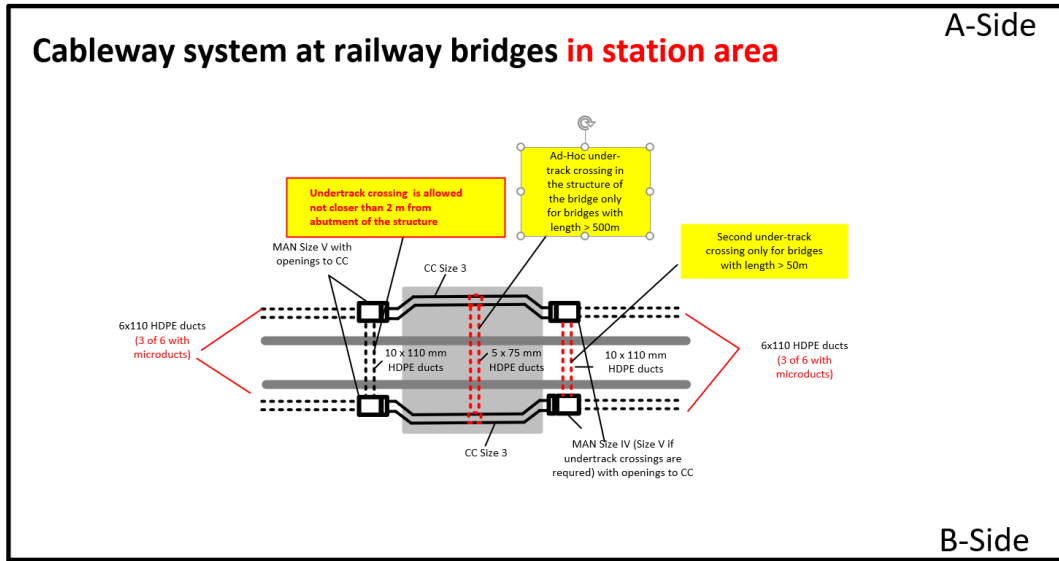 A-Side
Cableway system at railway bridges in station area
Ad-Hoc under-
track crossing in
the structure of
the bridge only
for bridges with
length > 500m
Undertrack crossing is allowed
not closer than 2 m from
abutment of the structure
Second under-track
crossing only for bridges
with length > 50m
MAN Size V with
openings to CC
CC Size 3
6x110 HDPE ducts
(3 of 6 with
microducts)
10 x 110 mm
HDPE ducts
5 x 75 mm
HDPE ducts
10 x 110 mm
HDPE ducts
6x110 HDPE ducts
(3 of 6 with
microducts)
CC Size 3
MAN Size IV (Size V if
undertrack crossings are
requred) with openings to CC
B-Side